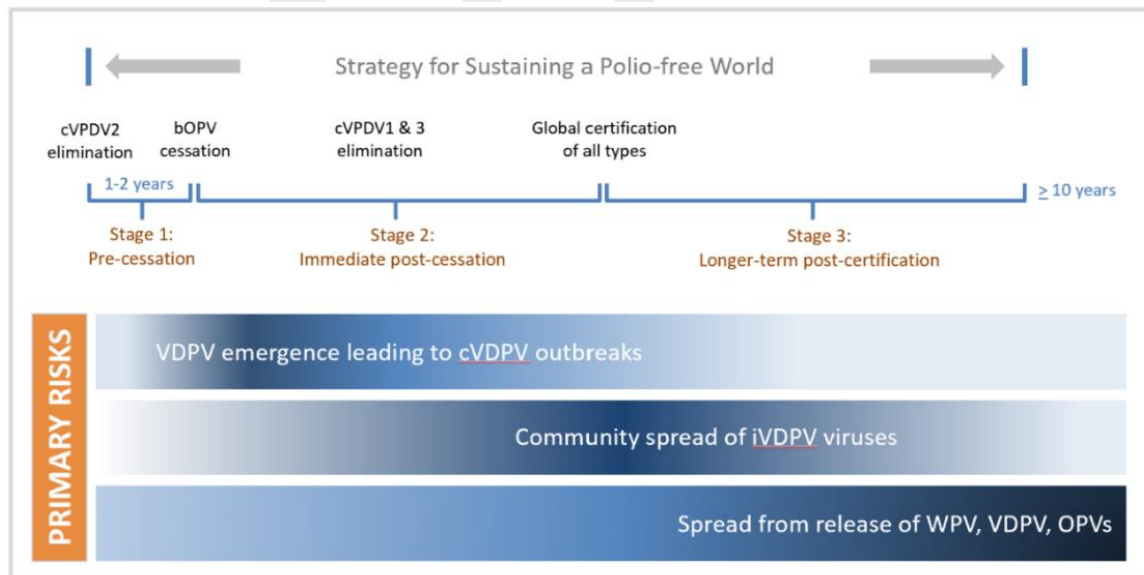 Strategy for Sustaining a Polio-free World
cVPDV2
elimination
bOPV
cessation
cVPDV1 & 3
elimination
Global certification
of all types
1-2 years
≥ 10 years
Stage 1:
Pre-cessation
Stage 2:
Immediate post-cessation
Stage 3:
Longer-term post-certification
PRIMARY RISKS
VDPV emergence leading to cVDPV outbreaks
Community spread of iVDPV viruses
Spread from release of WPV, VDPV, OPVs